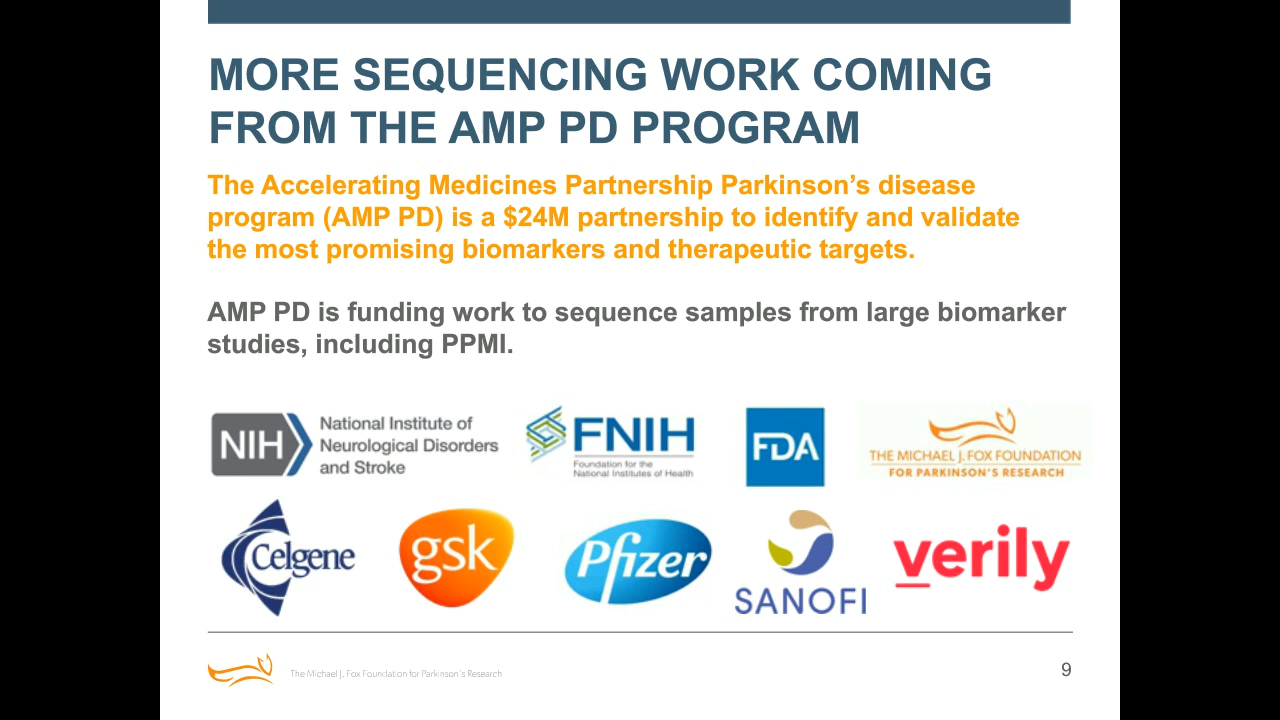 MORE SEQUENCING WORK COMING
FROM THE AMP PD PROGRAM
The Accelerating Medicines Partnership Parkinson’s disease
program (AMP PD) is a $24M partnership to identify and validate
the most promising biomarkers and therapeutic targets.
AMP PD is funding work to sequence samples from large biomarker
studies, including PPMI.
NIH
National Institute of
Neurological Disorders
and Stroke
FNIH
Foundation for the
National Institutes of Health
FDA
THE MICHAEL J. FOX FOUNDATION
FOR PARKINSON'S RESEARCH
Celgene
gsk
Pfizer
SANOFI
verily
The Michael J. Fox Foundation for Parkinson's Research
9